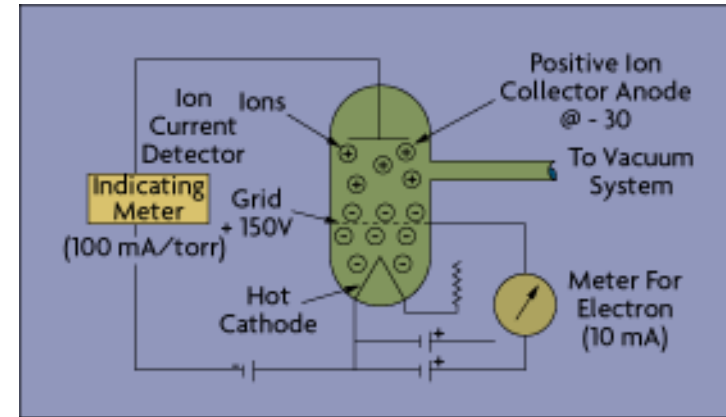 Positive Ion
Collector Anode
@ - 30
Ion
Current
Detector
Ions
To Vacuum
System
Indicating
Meter
(100 mA/torr)
Grid
+ 150V
Hot
Cathode
Meter For
Electron
(10 mA)
+
-
+